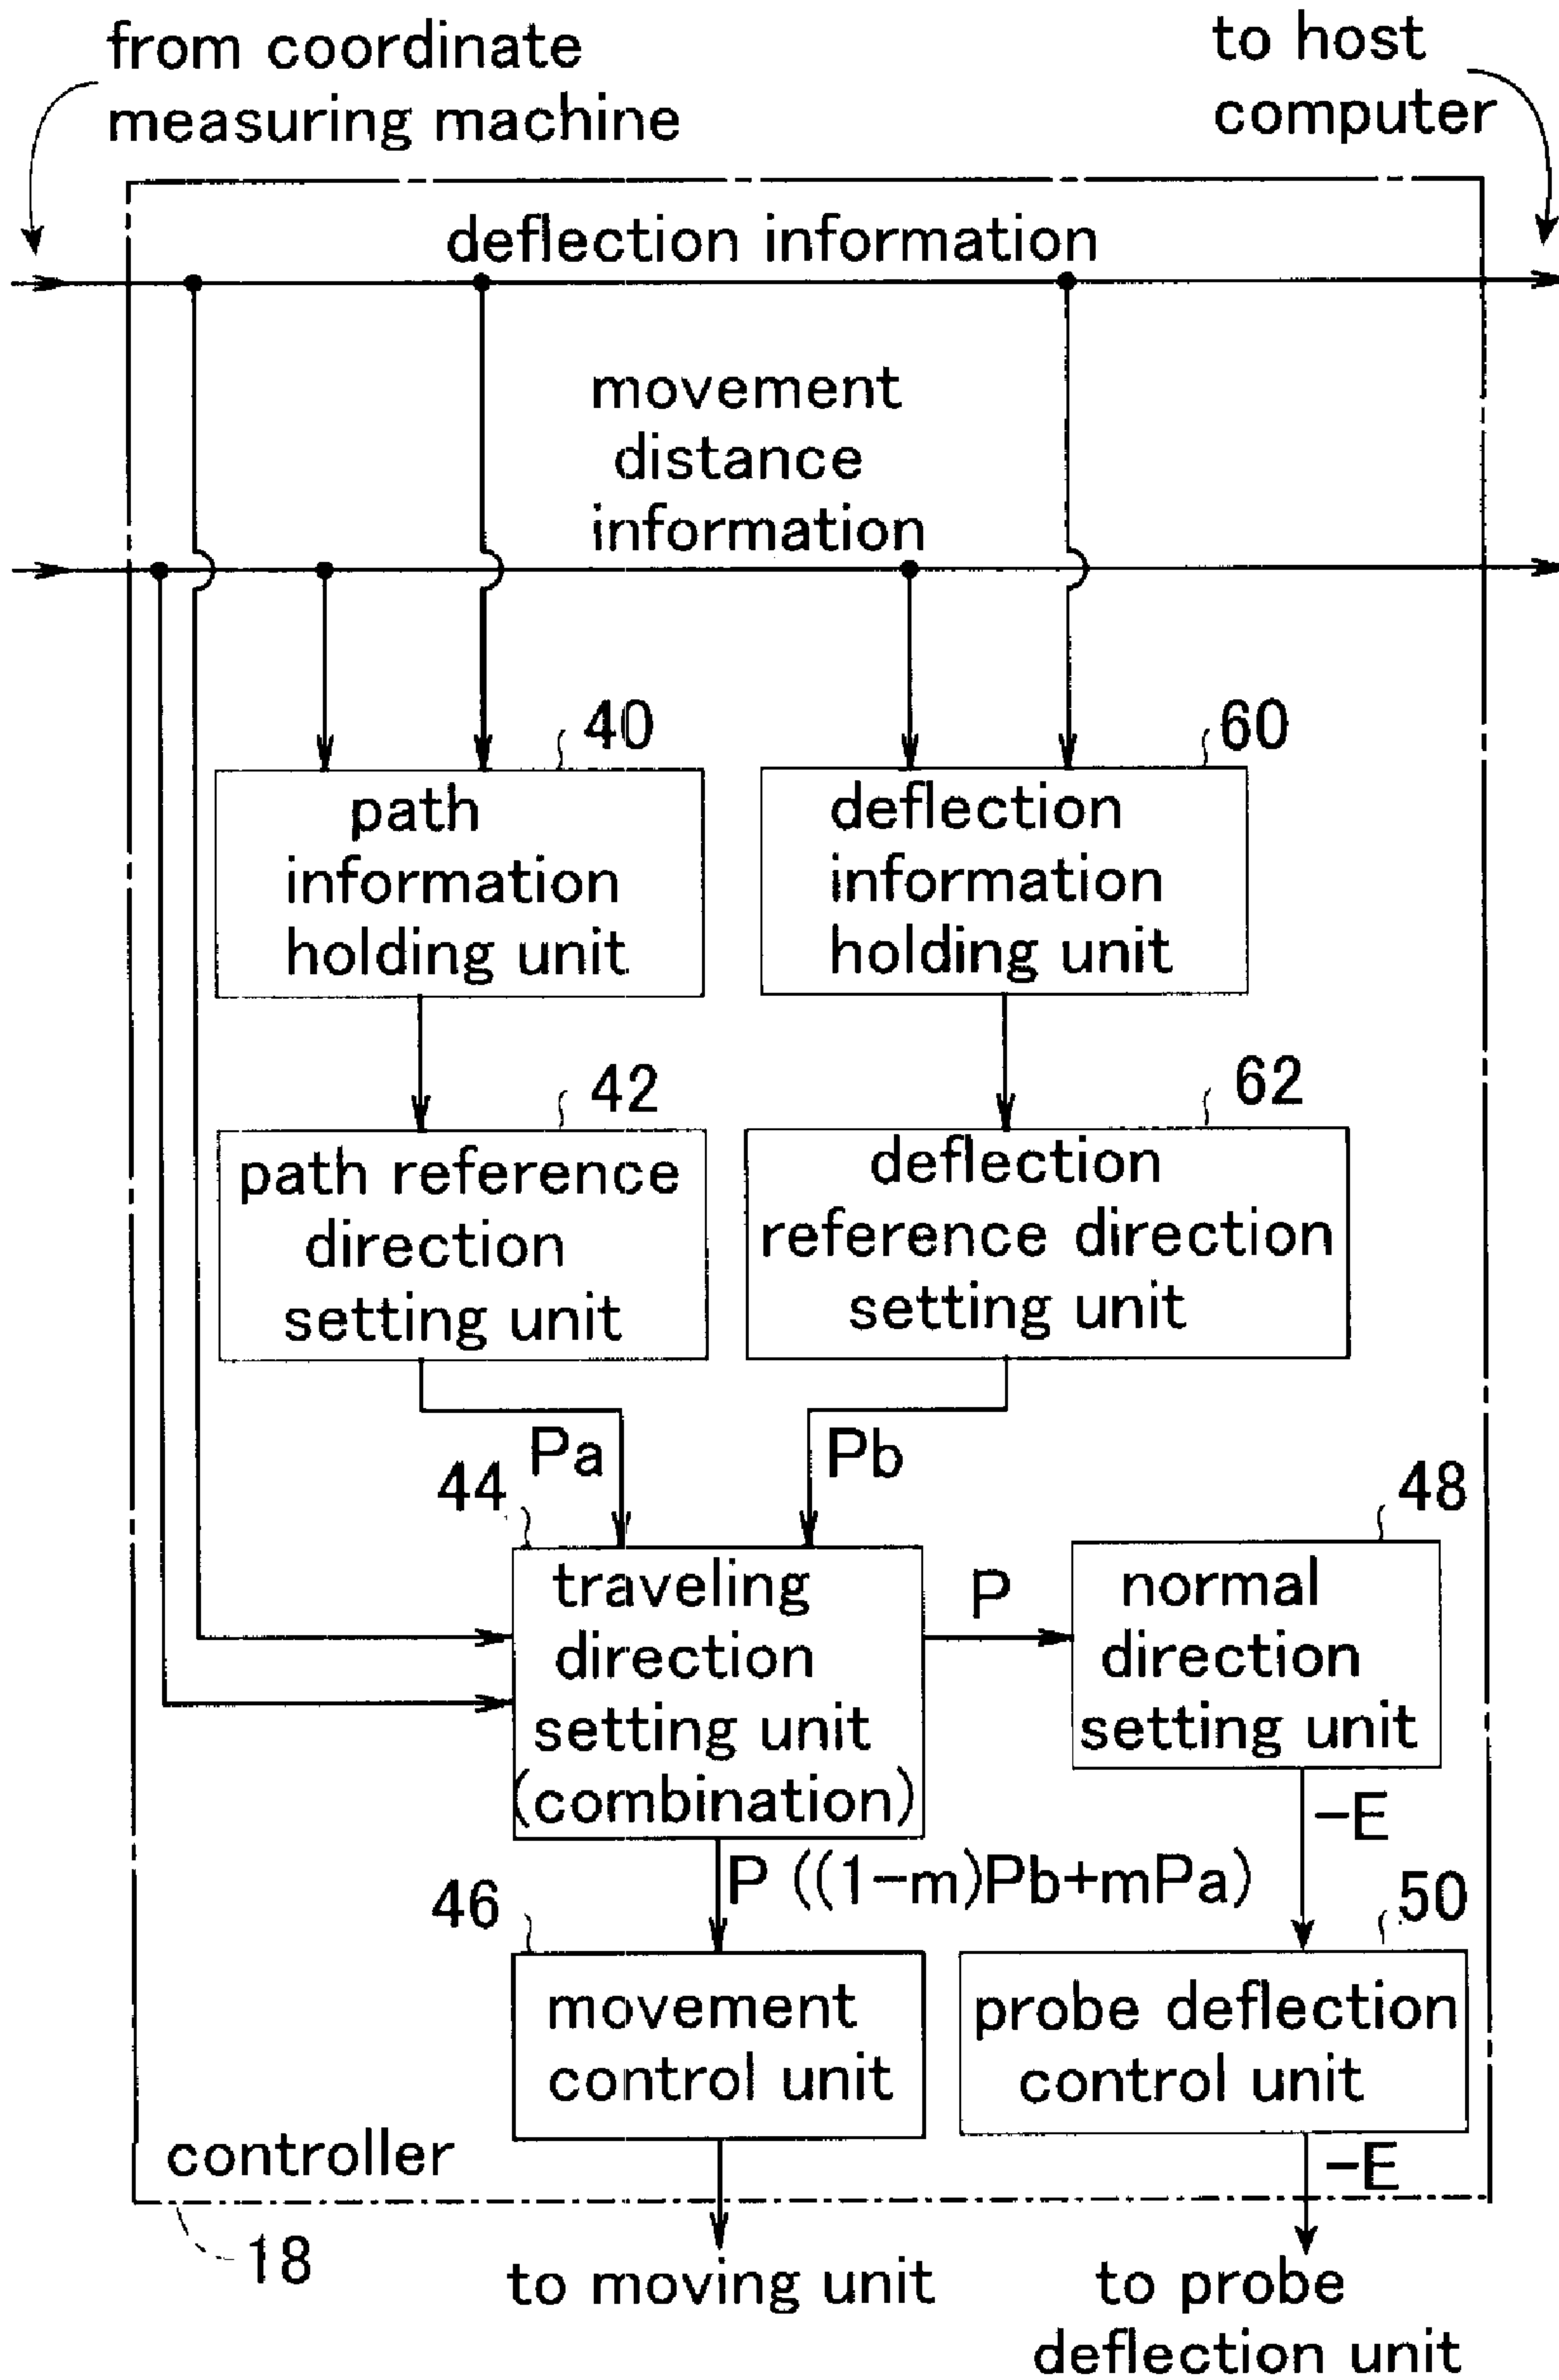 from coordinate
measuring machine
to host
computer
deflection information
movement
distance
information
40
path
information
holding unit
60
deflection
information
holding unit
42
path reference
direction
setting unit
62
deflection
reference direction
setting unit
Pa
Pb
44
traveling
direction
setting unit
(combination)
P
48
normal
direction
setting unit
−E
P ((1−m)Pb+mPa)
46
movement
control unit
50
probe deflection
control unit
controller
−E
18
to moving unit
to probe
deflection unit